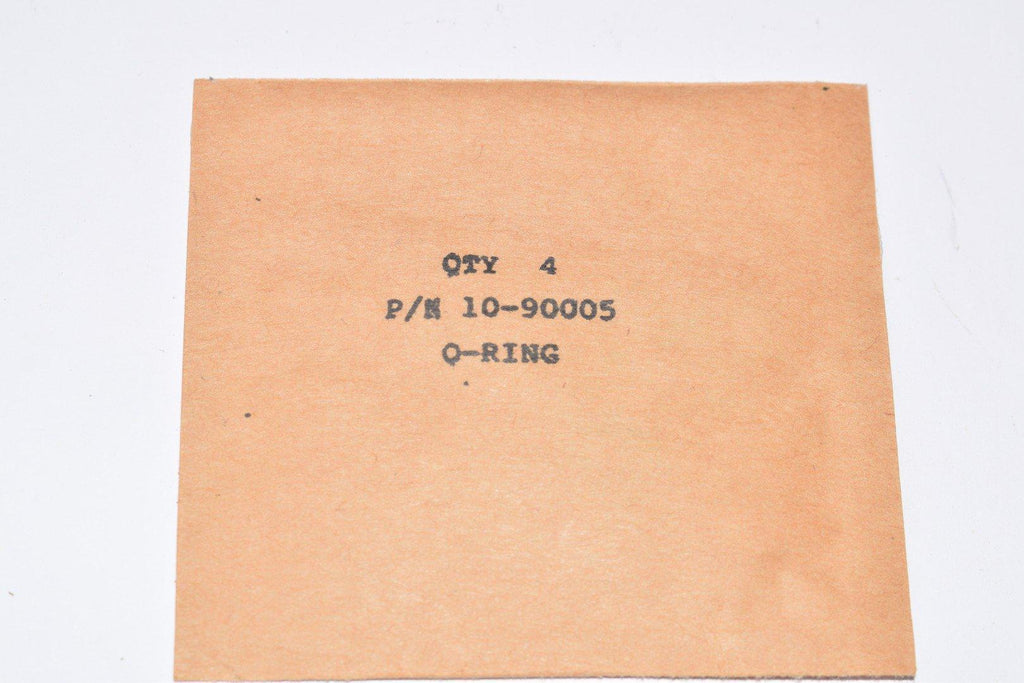 QTY 4
P/N 10-90005
O-RING